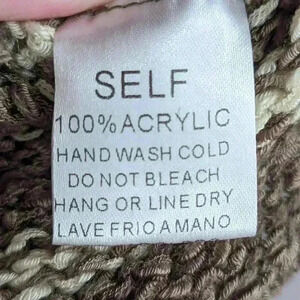 SELF
100% ACRYLIC
HAND WASH COLD
DO NOT BLEACH
HANG OR LINE DRY
LAVE FRIO A MANO